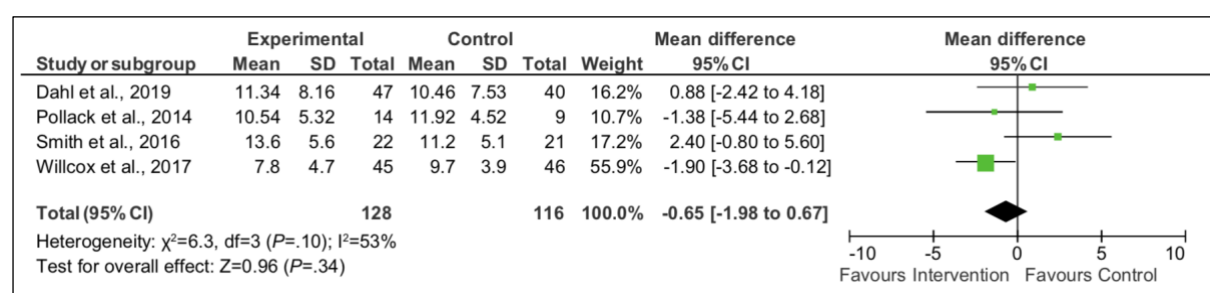 Experimental Control Mean difference Mean difference
Study or subgroup Mean SD Total Mean SD Total Weight 95% CI 95% CI
Dahl et al., 2019 11.34 8.16 47 10.46 7.53 40 16.2% 0.88 [-2.42 to 4.18]
Pollack et al., 2014 10.54 5.32 14 11.92 4.52 9 10.7% -1.38 [-5.44 to 2.68]
Smith et al., 2016 13.6 5.6 22 11.2 5.1 21 17.2% 2.40 [-0.80 to 5.60]
Willcox et al., 2017 7.8 4.7 45 9.7 3.9 46 55.9% -1.90 [-3.68 to -0.12]
Total (95% CI) 128 116 100.0% -0.65 [-1.98 to 0.67]
Heterogeneity: χ²=6.3, df=3 (P=.10); I²=53%
Test for overall effect: Z=0.96 (P=.34)
-10 -5 0 5 10
Favours Intervention Favours Control